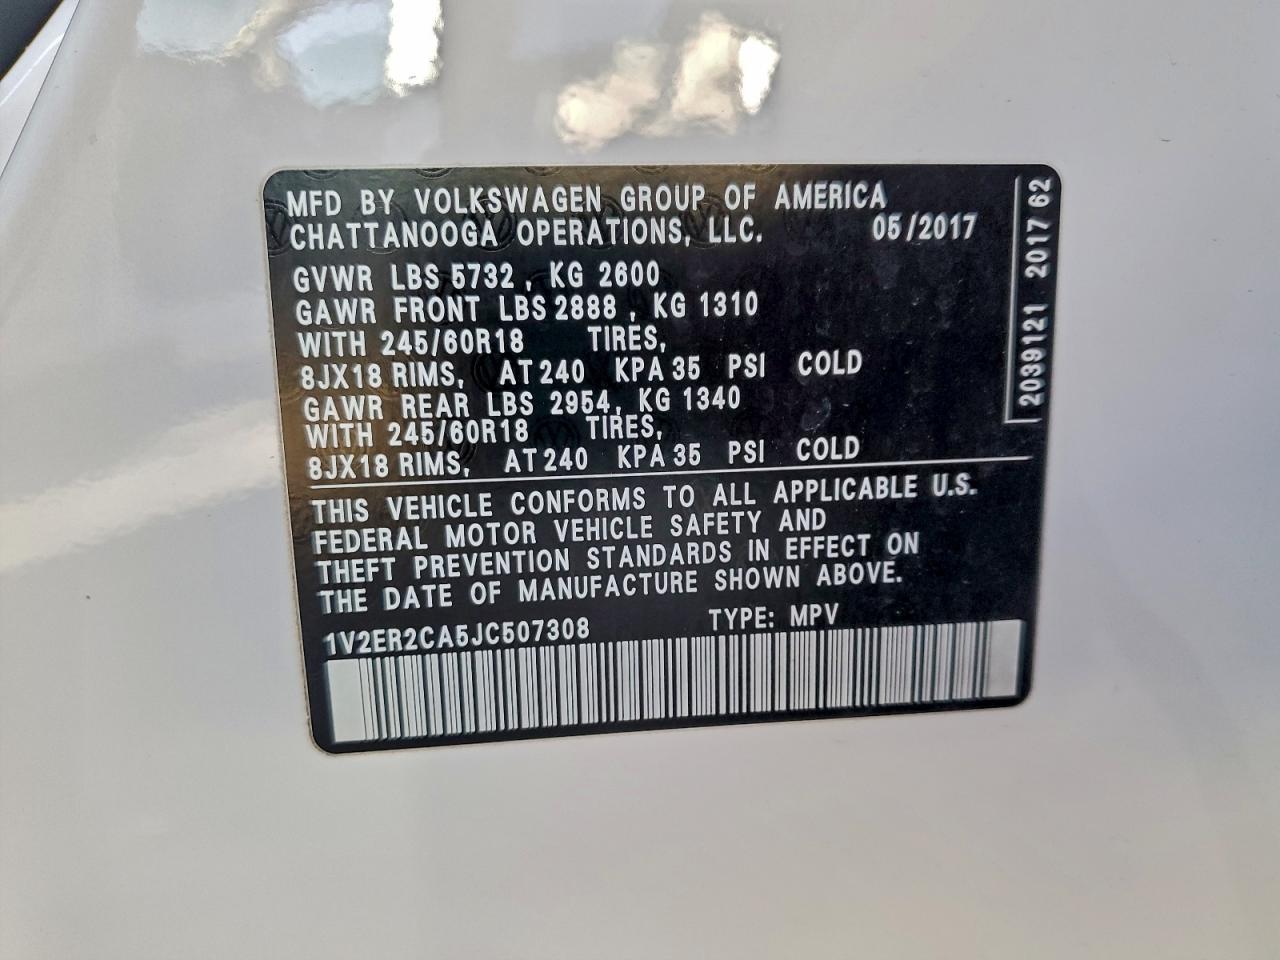 MFD BY VOLKSWAGEN GROUP OF AMERICA
CHATTANOOGA OPERATIONS, LLC. 05/2017
GVWR LBS 5732, KG 2600
GAWR FRONT LBS 2888, KG 1310
WITH 245/60R18 TIRES,
8JX18 RIMS, AT 240 KPA 35 PSI COLD
GAWR REAR LBS 2954, KG 1340
WITH 245/60R18 TIRES,
8JX18 RIMS, AT 240 KPA 35 PSI COLD
THIS VEHICLE CONFORMS TO ALL APPLICABLE U.S.
FEDERAL MOTOR VEHICLE SAFETY AND
THEFT PREVENTION STANDARDS IN EFFECT ON
THE DATE OF MANUFACTURE SHOWN ABOVE.
1V2ER2CA5JC507308 TYPE: MPV
2039121 2017 62